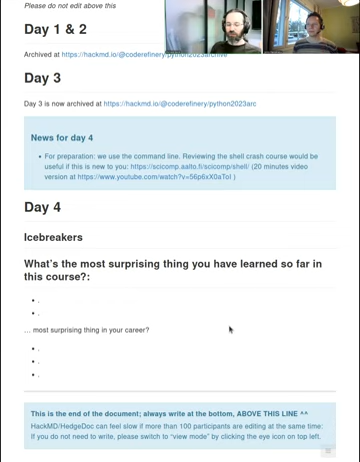 Please do not edit above this
Day 1 & 2
Archived at https://hackmd.io/@coderefinery/python2023archive
Day 3
Day 3 is now archived at https://hackmd.io/@coderefinery/python2023arc
News for day 4
• For preparation: we use the command line. Reviewing the shell crash course would be
useful if this is new to you: https://scicomp.aalto.fi/scicomp/shell/ (20 minutes video
version at https://www.youtube.com/watch?v=56p6xX0aToI )
Day 4
Icebreakers
What's the most surprising thing you have learned so far in
this course?:
• .
• .
… most surprising thing in your career?
• .
• .
• .
This is the end of the document; always write at the bottom, ABOVE THIS LINE ^^
HackMD/HedgeDoc can feel slow if more than 100 participants are editing at the same time:
If you do not need to write, please switch to "view mode" by clicking the eye icon on top left.